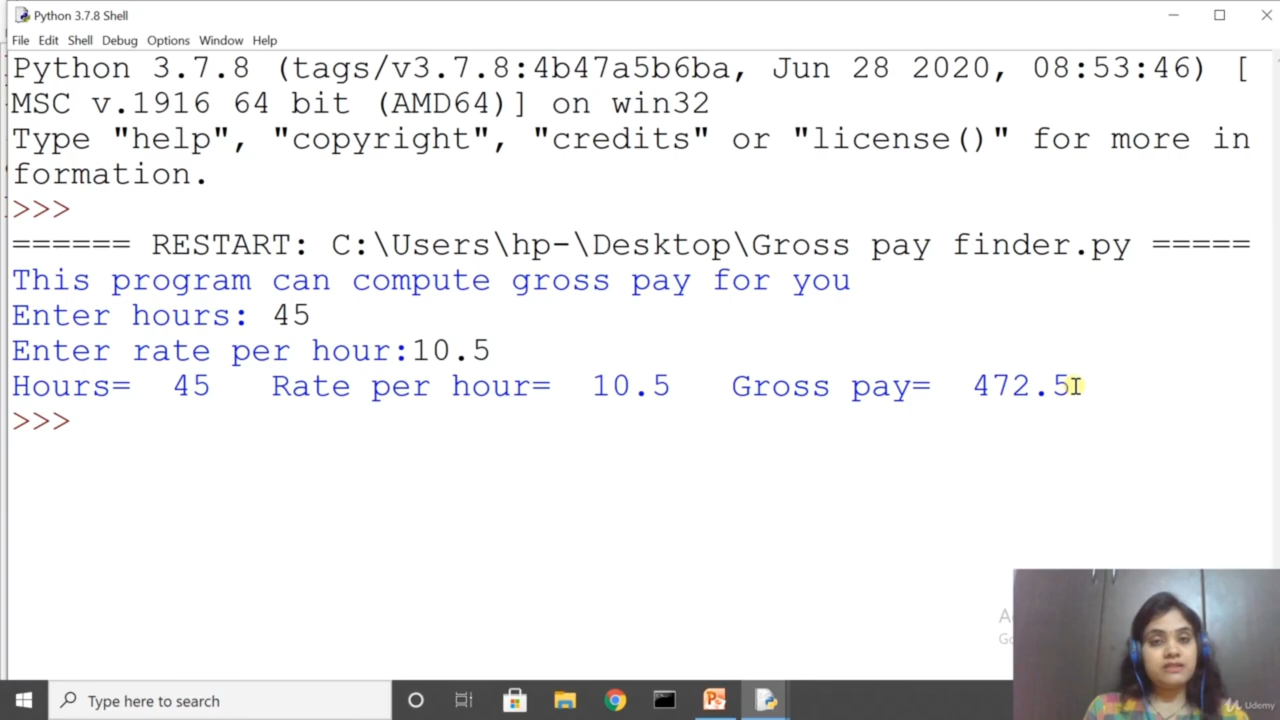 Python 3.7.8 Shell
File Edit Shell Debug Options Window Help
Python 3.7.8 (tags/v3.7.8:4b47a5b6ba, Jun 28 2020, 08:53:46) [
MSC v.1916 64 bit (AMD64)] on win32
Type "help", "copyright", "credits" or "license()" for more in
formation.
>>>
====== RESTART: C:\Users\hp-\Desktop\Gross pay finder.py =====
This program can compute gross pay for you
Enter hours: 45
Enter rate per hour:10.5
Hours=  45   Rate per hour=  10.5   Gross pay=  472.5
>>>
Type here to search
Udemy